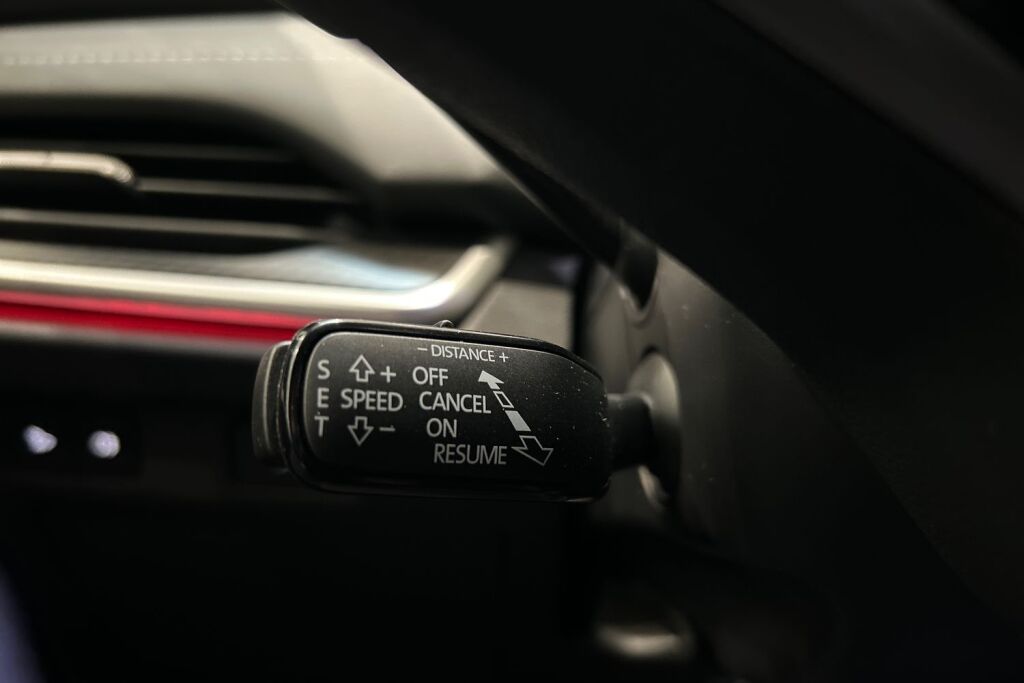 − DISTANCE +
S + OFF
E SPEED CANCEL
T − ON
RESUME